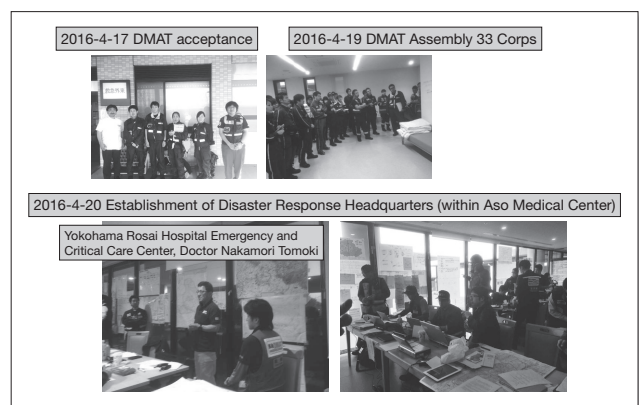 2016-4-17 DMAT acceptance
2016-4-19 DMAT Assembly 33 Corps
2016-4-20 Establishment of Disaster Response Headquarters (within Aso Medical Center)
Yokohama Rosai Hospital Emergency and
Critical Care Center, Doctor Nakamori Tomoki